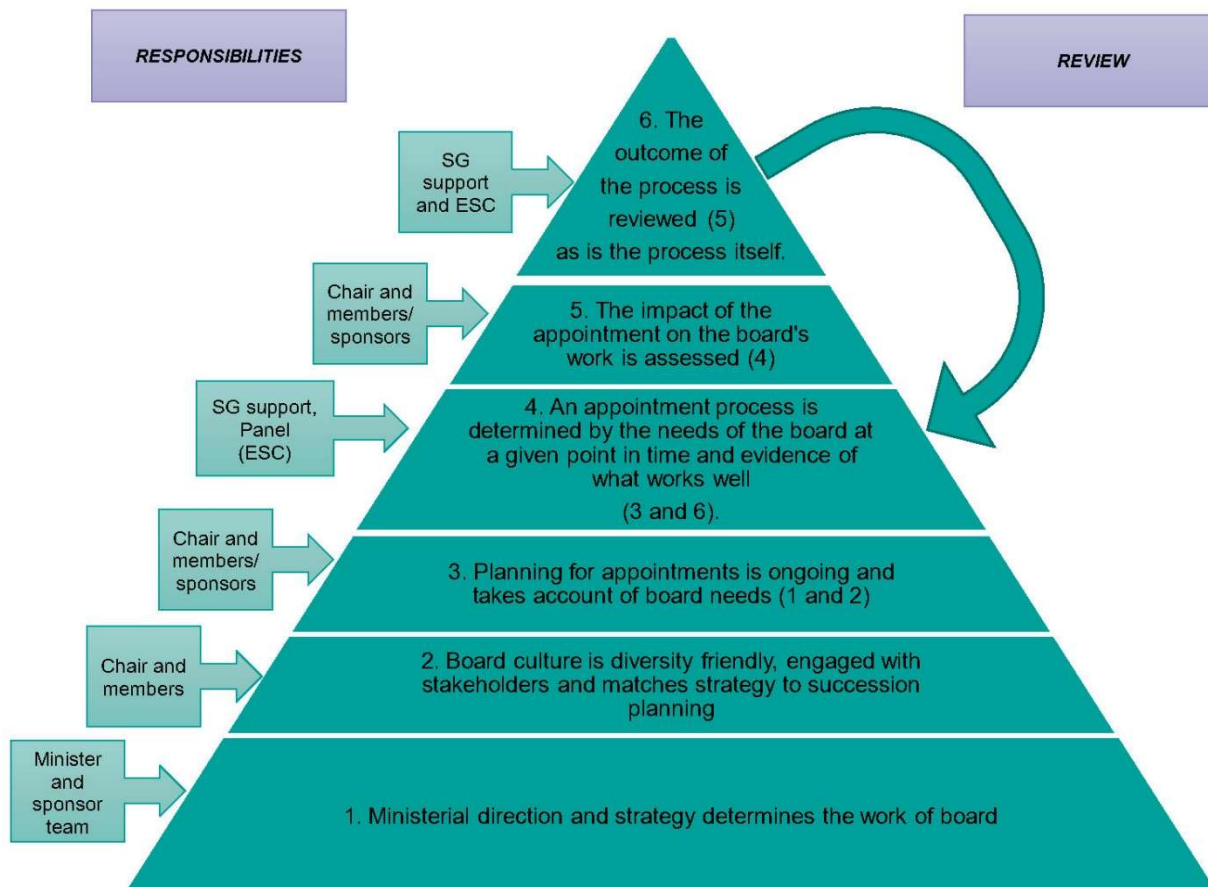 RESPONSIBILITIES
REVIEW
SG
support
and ESC
6. The
outcome of
the process is
reviewed (5)
as is the process itself.
Chair and
members/
sponsors
5. The impact of the
appointment on the board's
work is assessed (4)
SG support,
Panel
(ESC)
4. An appointment process is
determined by the needs of the board at
a given point in time and evidence of
what works well
(3 and 6).
Chair and
members/
sponsors
3. Planning for appointments is ongoing and
takes account of board needs (1 and 2)
Chair and
members
2. Board culture is diversity friendly, engaged with
stakeholders and matches strategy to succession
planning
Minister
and
sponsor
team
1. Ministerial direction and strategy determines the work of board